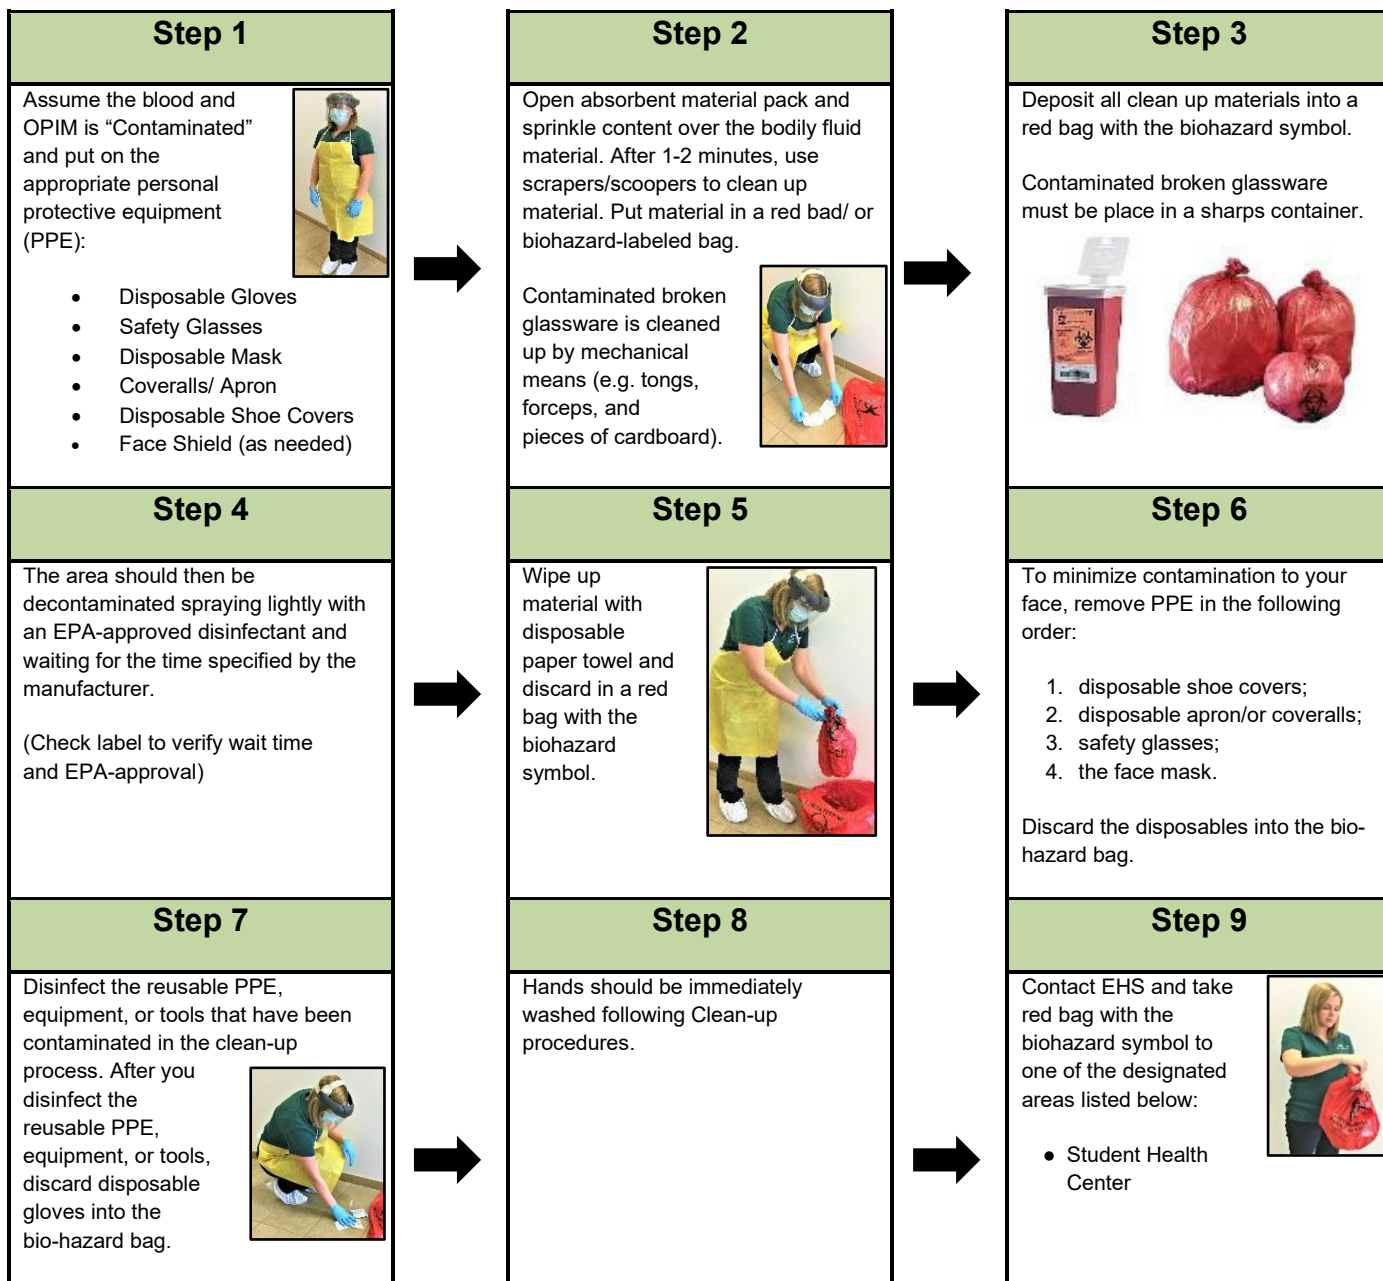 Step 1
Assume the blood and
OPIM is “Contaminated”
and put on the
appropriate personal
protective equipment
(PPE):
• Disposable Gloves
• Safety Glasses
• Disposable Mask
• Coveralls/ Apron
• Disposable Shoe Covers
• Face Shield (as needed)
Step 2
Open absorbent material pack and
sprinkle content over the bodily fluid
material. After 1-2 minutes, use
scrapers/scoopers to clean up
material. Put material in a red bad/ or
biohazard-labeled bag.
Contaminated broken
glassware is cleaned
up by mechanical
means (e.g. tongs,
forceps, and
pieces of cardboard).
Step 3
Deposit all clean up materials into a
red bag with the biohazard symbol.
Contaminated broken glassware
must be place in a sharps container.
Step 4
The area should then be
decontaminated spraying lightly with
an EPA-approved disinfectant and
waiting for the time specified by the
manufacturer.
(Check label to verify wait time
and EPA-approval)
Step 5
Wipe up
material with
disposable
paper towel and
discard in a red
bag with the
biohazard
symbol.
Step 6
To minimize contamination to your
face, remove PPE in the following
order:
1. disposable shoe covers;
2. disposable apron/or coveralls;
3. safety glasses;
4. the face mask.
Discard the disposables into the bio-
hazard bag.
Step 7
Disinfect the reusable PPE,
equipment, or tools that have been
contaminated in the clean-up
process. After you
disinfect the
reusable PPE,
equipment, or tools,
discard disposable
gloves into the
bio-hazard bag.
Step 8
Hands should be immediately
washed following Clean-up
procedures.
Step 9
Contact EHS and take
red bag with the
biohazard symbol to
one of the designated
areas listed below:
• Student Health
Center